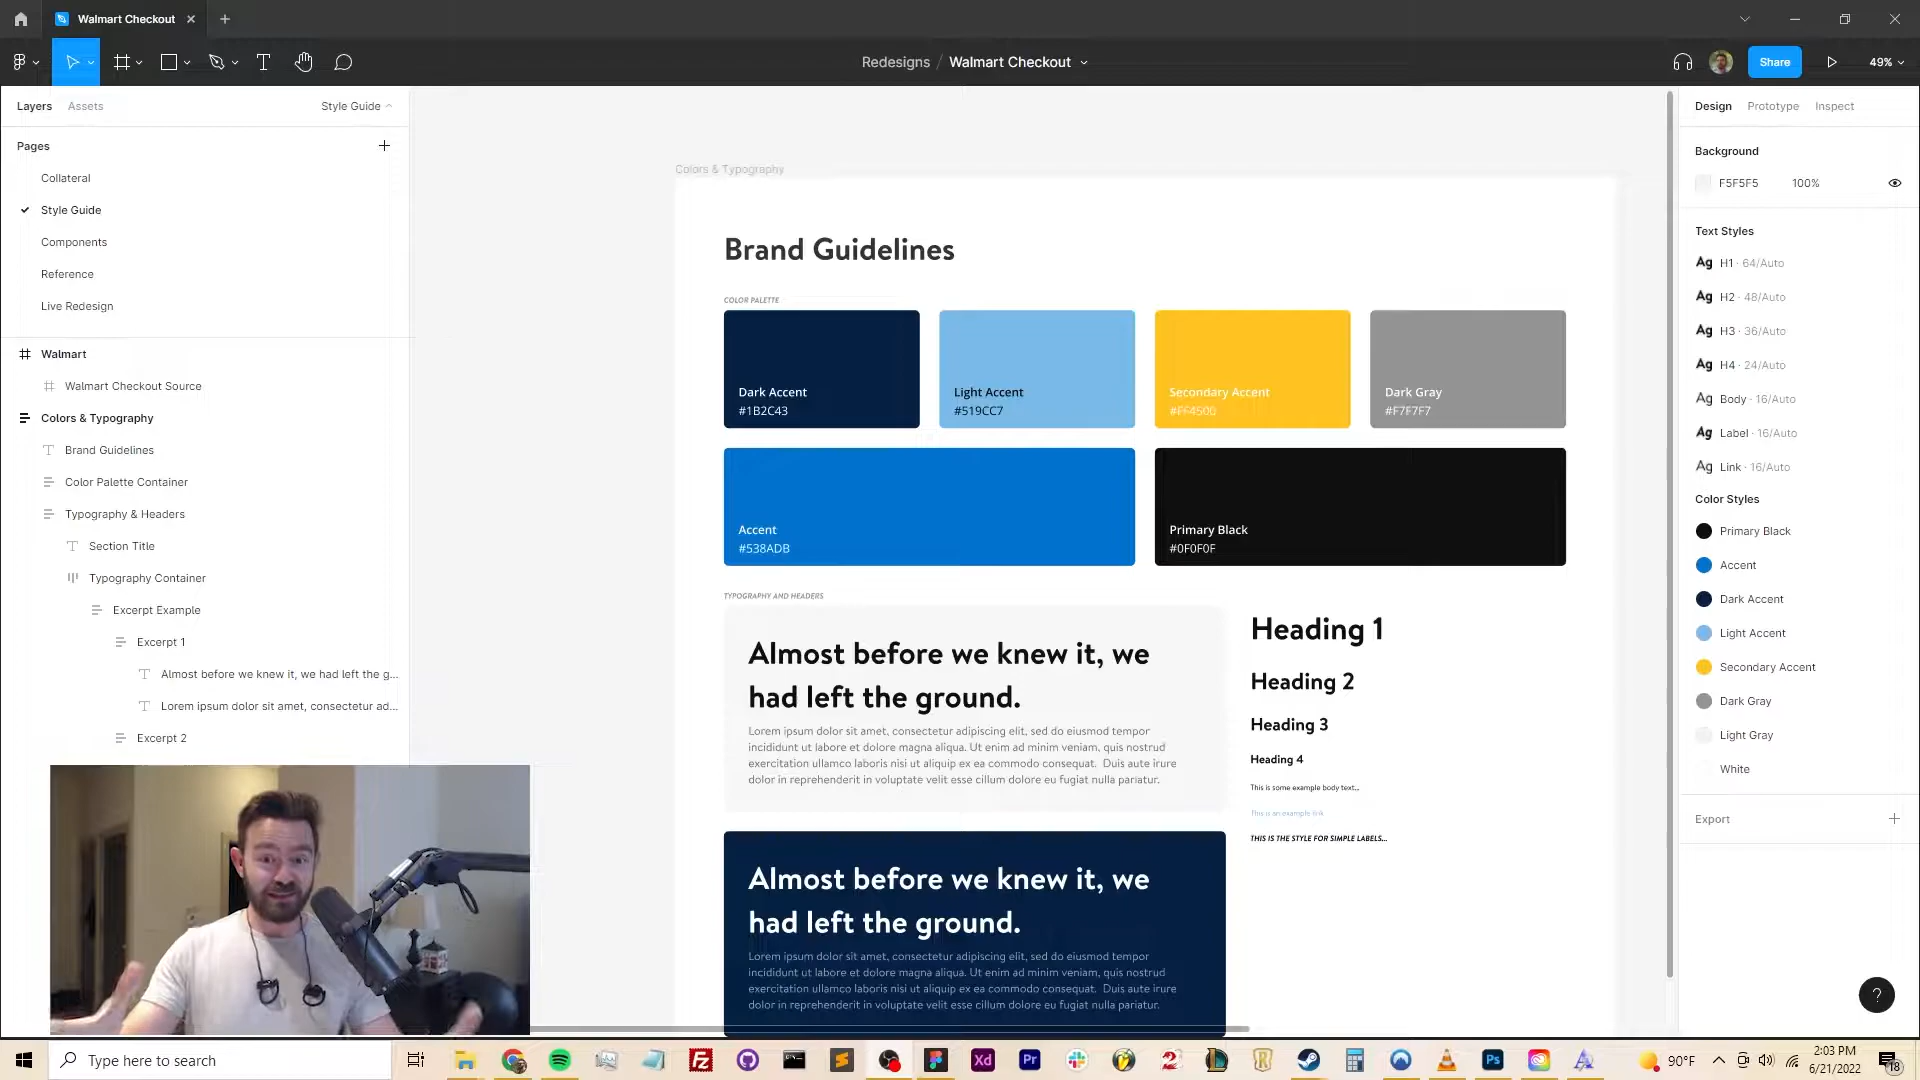 Walmart Checkout
Redesigns / Walmart Checkout
Share
49%
Layers
Assets
Style Guide
Pages
Collateral
Style Guide
Components
Reference
Live Redesign
Walmart
Walmart Checkout Source
Colors & Typography
Brand Guidelines
Color Palette Container
Typography & Headers
Section Title
Typography Container
Excerpt Example
Excerpt 1
Almost before we knew it, we had left the g...
Lorem ipsum dolor sit amet, consectetur ad...
Excerpt 2
Colors & Typography
Brand Guidelines
COLOR PALETTE
Dark Accent
#1B2C43
Light Accent
#519CC7
Secondary Accent
#FF4500
Dark Gray
#F7F7F7
Accent
#538ADB
Primary Black
#0F0F0F
TYPOGRAPHY AND HEADERS
Almost before we knew it, we
had left the ground.
Lorem ipsum dolor sit amet, consectetur adipiscing elit, sed do eiusmod tempor
incididunt ut labore et dolore magna aliqua. Ut enim ad minim veniam, quis nostrud
exercitation ullamco laboris nisi ut aliquip ex ea commodo consequat.  Duis aute irure
dolor in reprehenderit in voluptate velit esse cillum dolore eu fugiat nulla pariatur.
Heading 1
Heading 2
Heading 3
Heading 4
This is some example body text...
This is an example link
THIS IS THE STYLE FOR SIMPLE LABELS...
Almost before we knew it, we
had left the ground.
Lorem ipsum dolor sit amet, consectetur adipiscing elit, sed do eiusmod tempor
incididunt ut labore et dolore magna aliqua. Ut enim ad minim veniam, quis nostrud
exercitation ullamco laboris nisi ut aliquip ex ea commodo consequat.  Duis aute irure
dolor in reprehenderit in voluptate velit esse cillum dolore eu fugiat nulla pariatur.
Design
Prototype
Inspect
Background
F5F5F5
100%
Text Styles
Ag H1 · 64/Auto
Ag H2 · 48/Auto
Ag H3 · 36/Auto
Ag H4 · 24/Auto
Ag Body · 16/Auto
Ag Label · 16/Auto
Ag Link · 16/Auto
Color Styles
Primary Black
Accent
Dark Accent
Light Accent
Secondary Accent
Dark Gray
Light Gray
White
Export
?
Type here to search
Fz
Xd
Pr
Ps
90°F
2:03 PM
6/21/2022
18